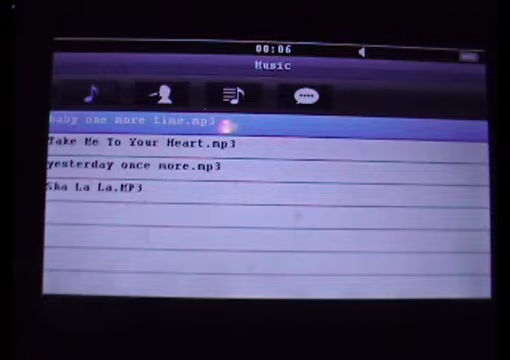 00:06
Music
baby one more time.mp3
Take Me To Your Heart.mp3
yesterday once more.mp3
Sha La La.MP3